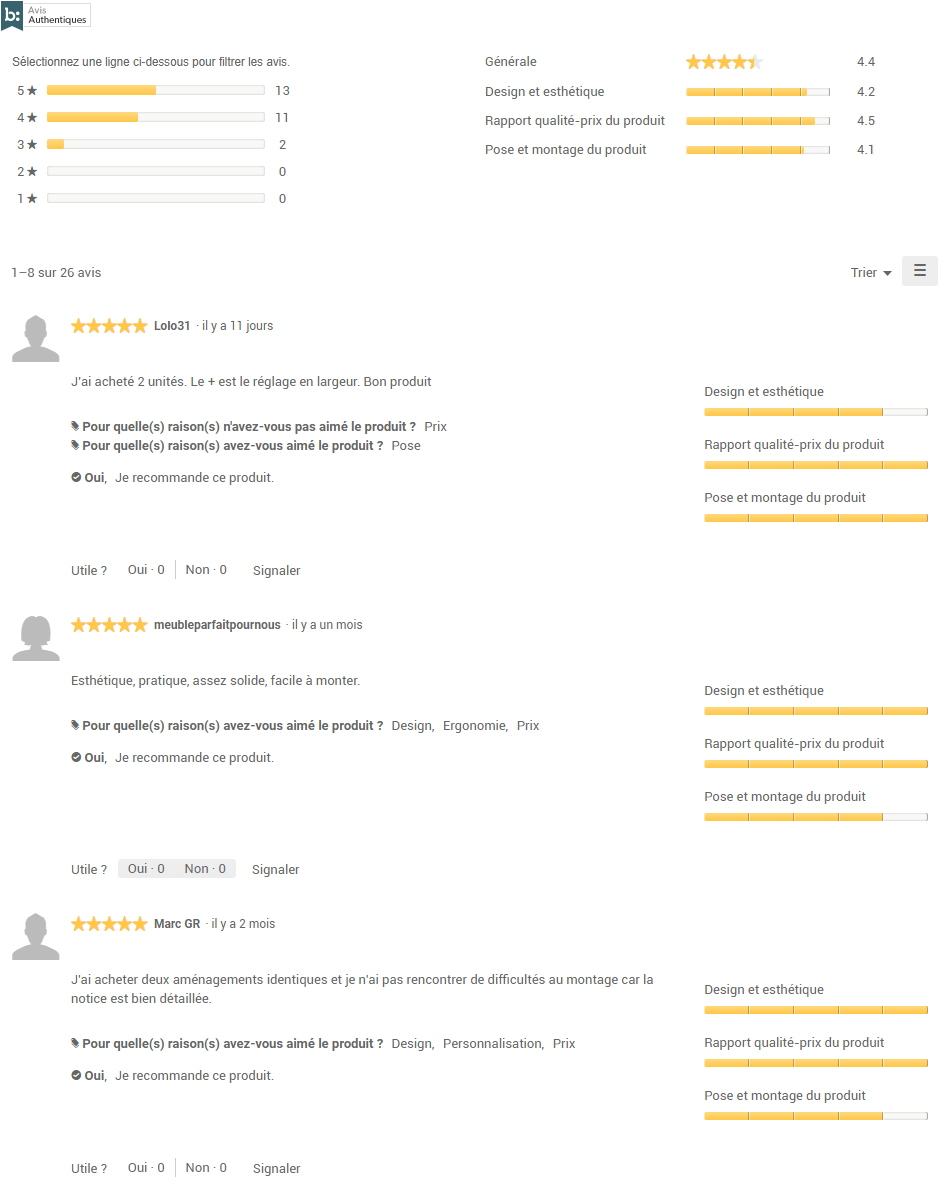 b:
Avis
Authentiques
Sélectionnez une ligne ci-dessous pour filtrer les avis.
5★ 13
4★ 11
3★ 2
2★ 0
1★ 0
Générale 4.4
Design et esthétique 4.2
Rapport qualité-prix du produit 4.5
Pose et montage du produit 4.1
1–8 sur 26 avis
Trier ▼ ☰
Lolo31 · il y a 11 jours
J'ai acheté 2 unités. Le + est le réglage en largeur. Bon produit
Pour quelle(s) raison(s) n'avez-vous pas aimé le produit ? Prix
Pour quelle(s) raison(s) avez-vous aimé le produit ? Pose
Oui, Je recommande ce produit.
Design et esthétique
Rapport qualité-prix du produit
Pose et montage du produit
Utile ? Oui · 0 Non · 0 Signaler
meubleparfaitpournous · il y a un mois
Esthétique, pratique, assez solide, facile à monter.
Pour quelle(s) raison(s) avez-vous aimé le produit ? Design, Ergonomie, Prix
Oui, Je recommande ce produit.
Design et esthétique
Rapport qualité-prix du produit
Pose et montage du produit
Utile ? Oui · 0 Non · 0 Signaler
Marc GR · il y a 2 mois
J'ai acheter deux aménagements identiques et je n'ai pas rencontrer de difficultés au montage car la
notice est bien détaillée.
Pour quelle(s) raison(s) avez-vous aimé le produit ? Design, Personnalisation, Prix
Oui, Je recommande ce produit.
Design et esthétique
Rapport qualité-prix du produit
Pose et montage du produit
Utile ? Oui · 0 Non · 0 Signaler